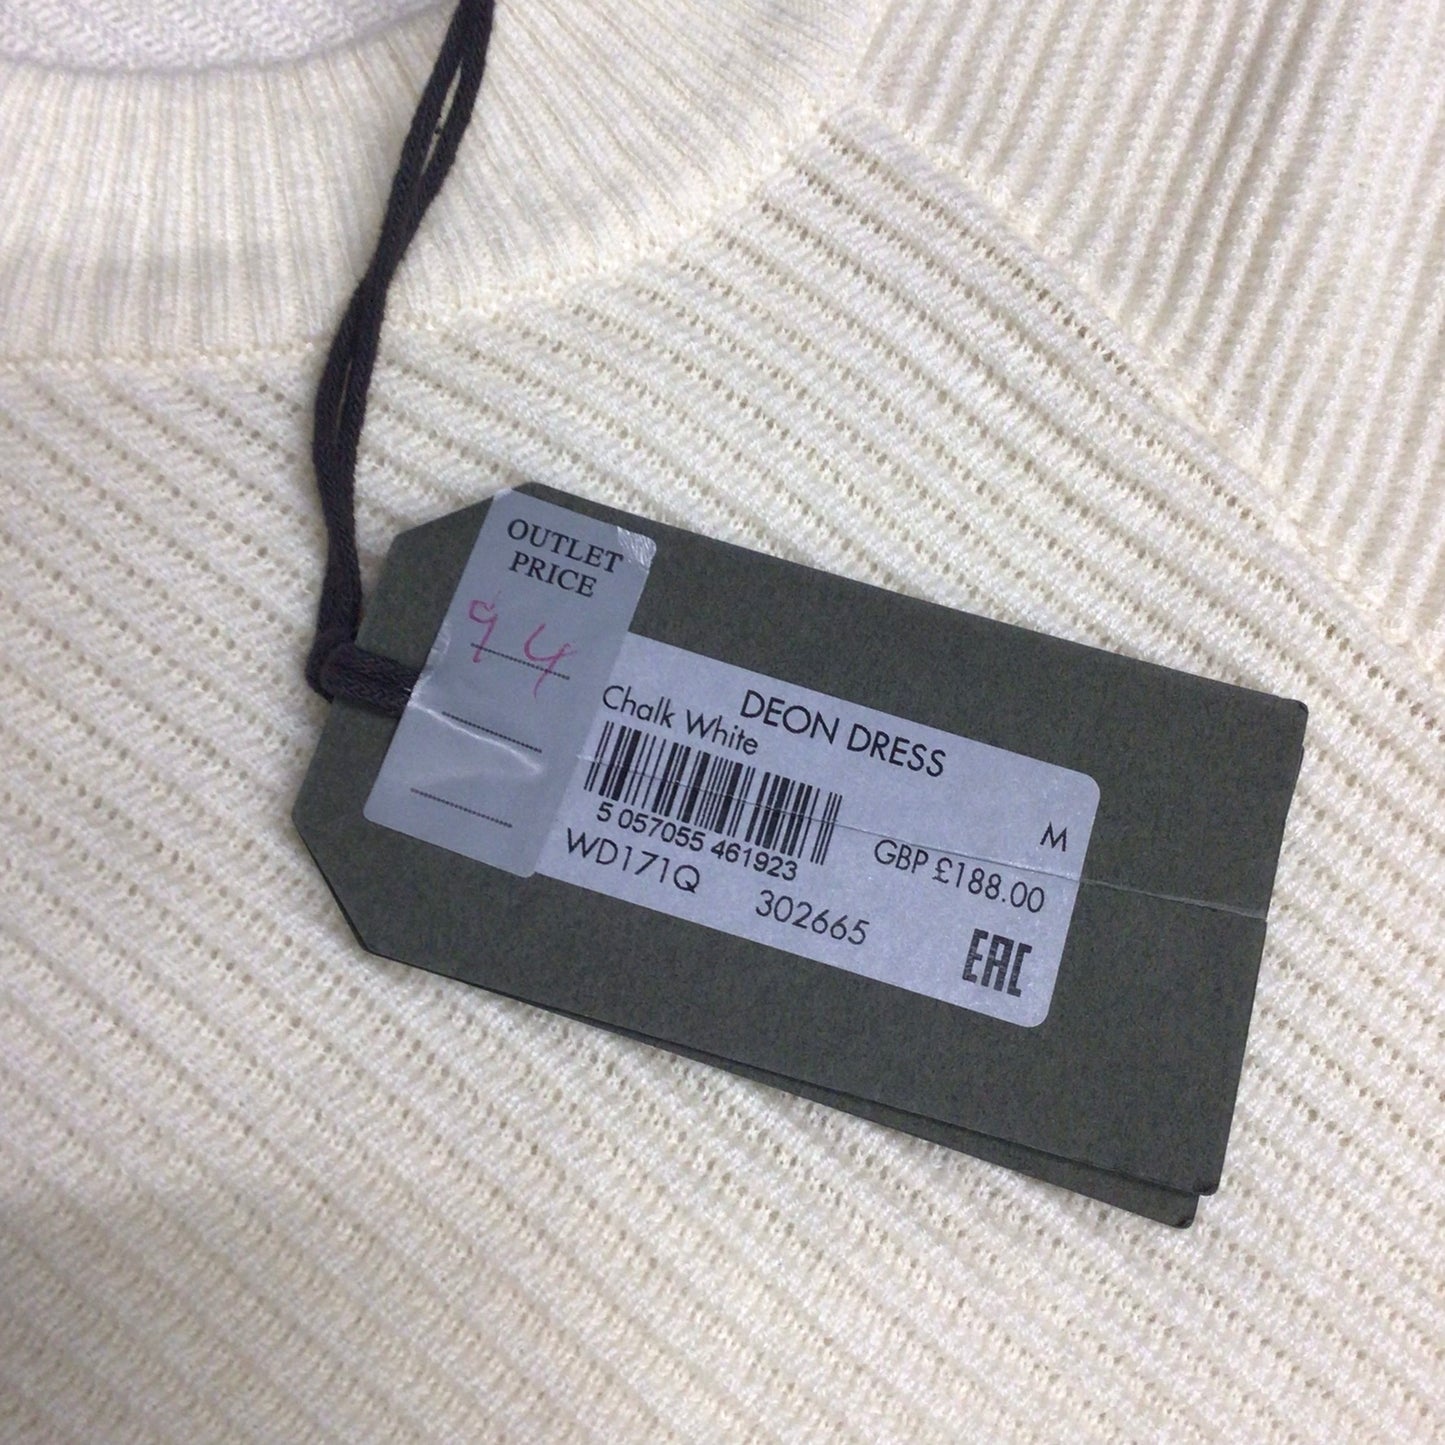 OUTLET
PRICE
94
DEON DRESS
Chalk White
M
5 057055 461923
GBP £188.00
WD171Q 302665
EAC